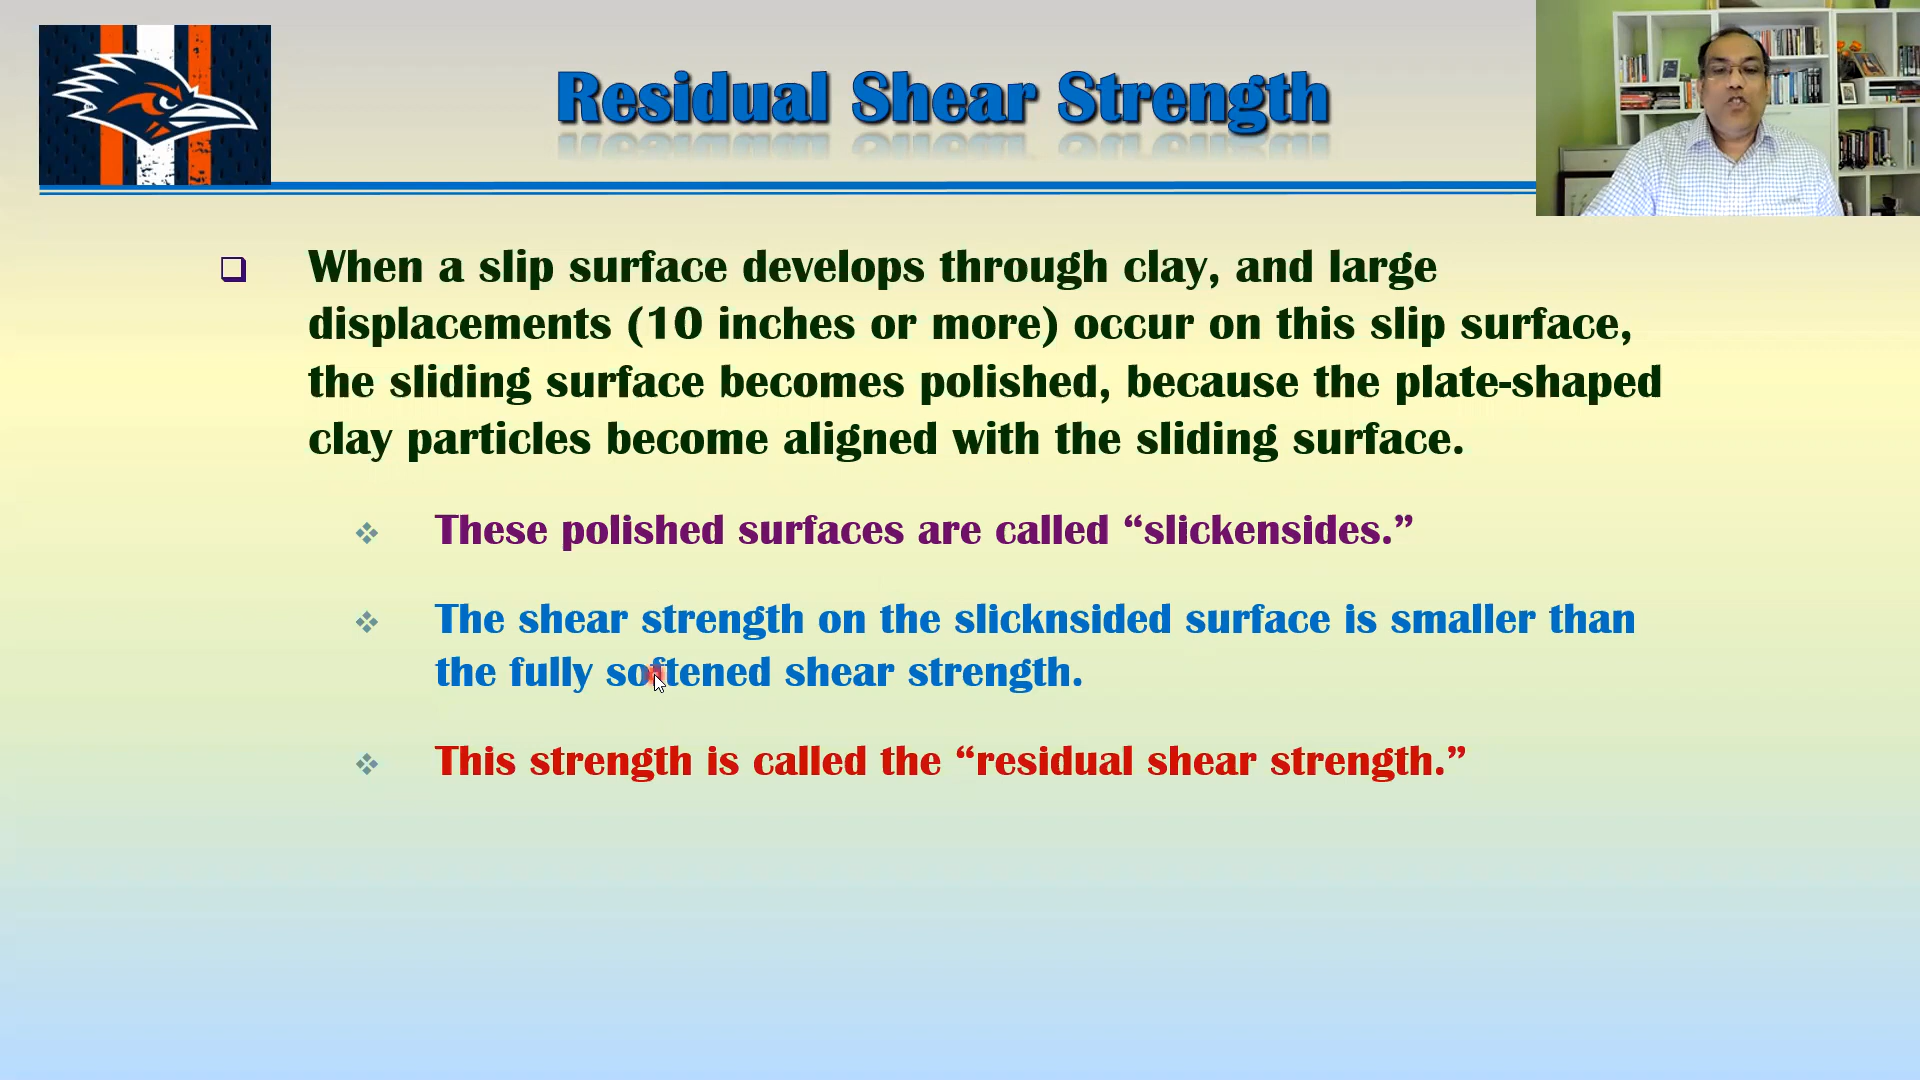 Residual Shear Strength
When a slip surface develops through clay, and large
displacements (10 inches or more) occur on this slip surface,
the sliding surface becomes polished, because the plate-shaped
clay particles become aligned with the sliding surface.
These polished surfaces are called “slickensides.”
The shear strength on the slicknsided surface is smaller than
the fully softened shear strength.
This strength is called the “residual shear strength.”